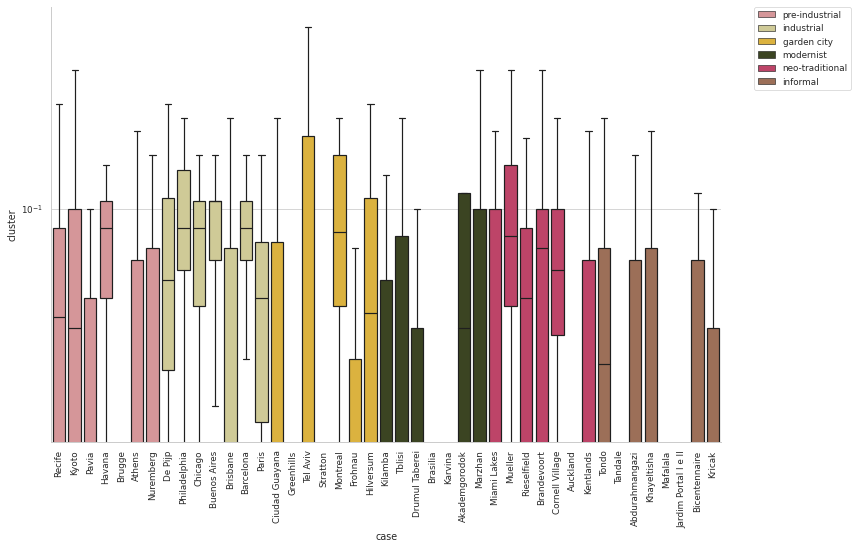 pre-industrial
industrial
garden city
modernist
neo-traditional
informal
cluster
10⁻¹
Recife
Kyoto
Pavia
Havana
Brugge
Athens
Nuremberg
De Pijp
Philadelphia
Chicago
Buenos Aires
Brisbane
Barcelona
Paris
Ciudad Guayana
Greenhills
Tel Aviv
Stratton
Montreal
Frohnau
Hilversum
Kilamba
Tblisi
Drumul Taberei
Brasilia
Karvina
Akademgorodok
Marzhan
Miami Lakes
Mueller
Rieselfield
Brandevoort
Cornell Village
Auckland
Kentlands
Tondo
Tandale
Abdurahmangazi
Khayeltisha
Mafalala
Jardim Portal I e II
Bicentennaire
Kricak
case